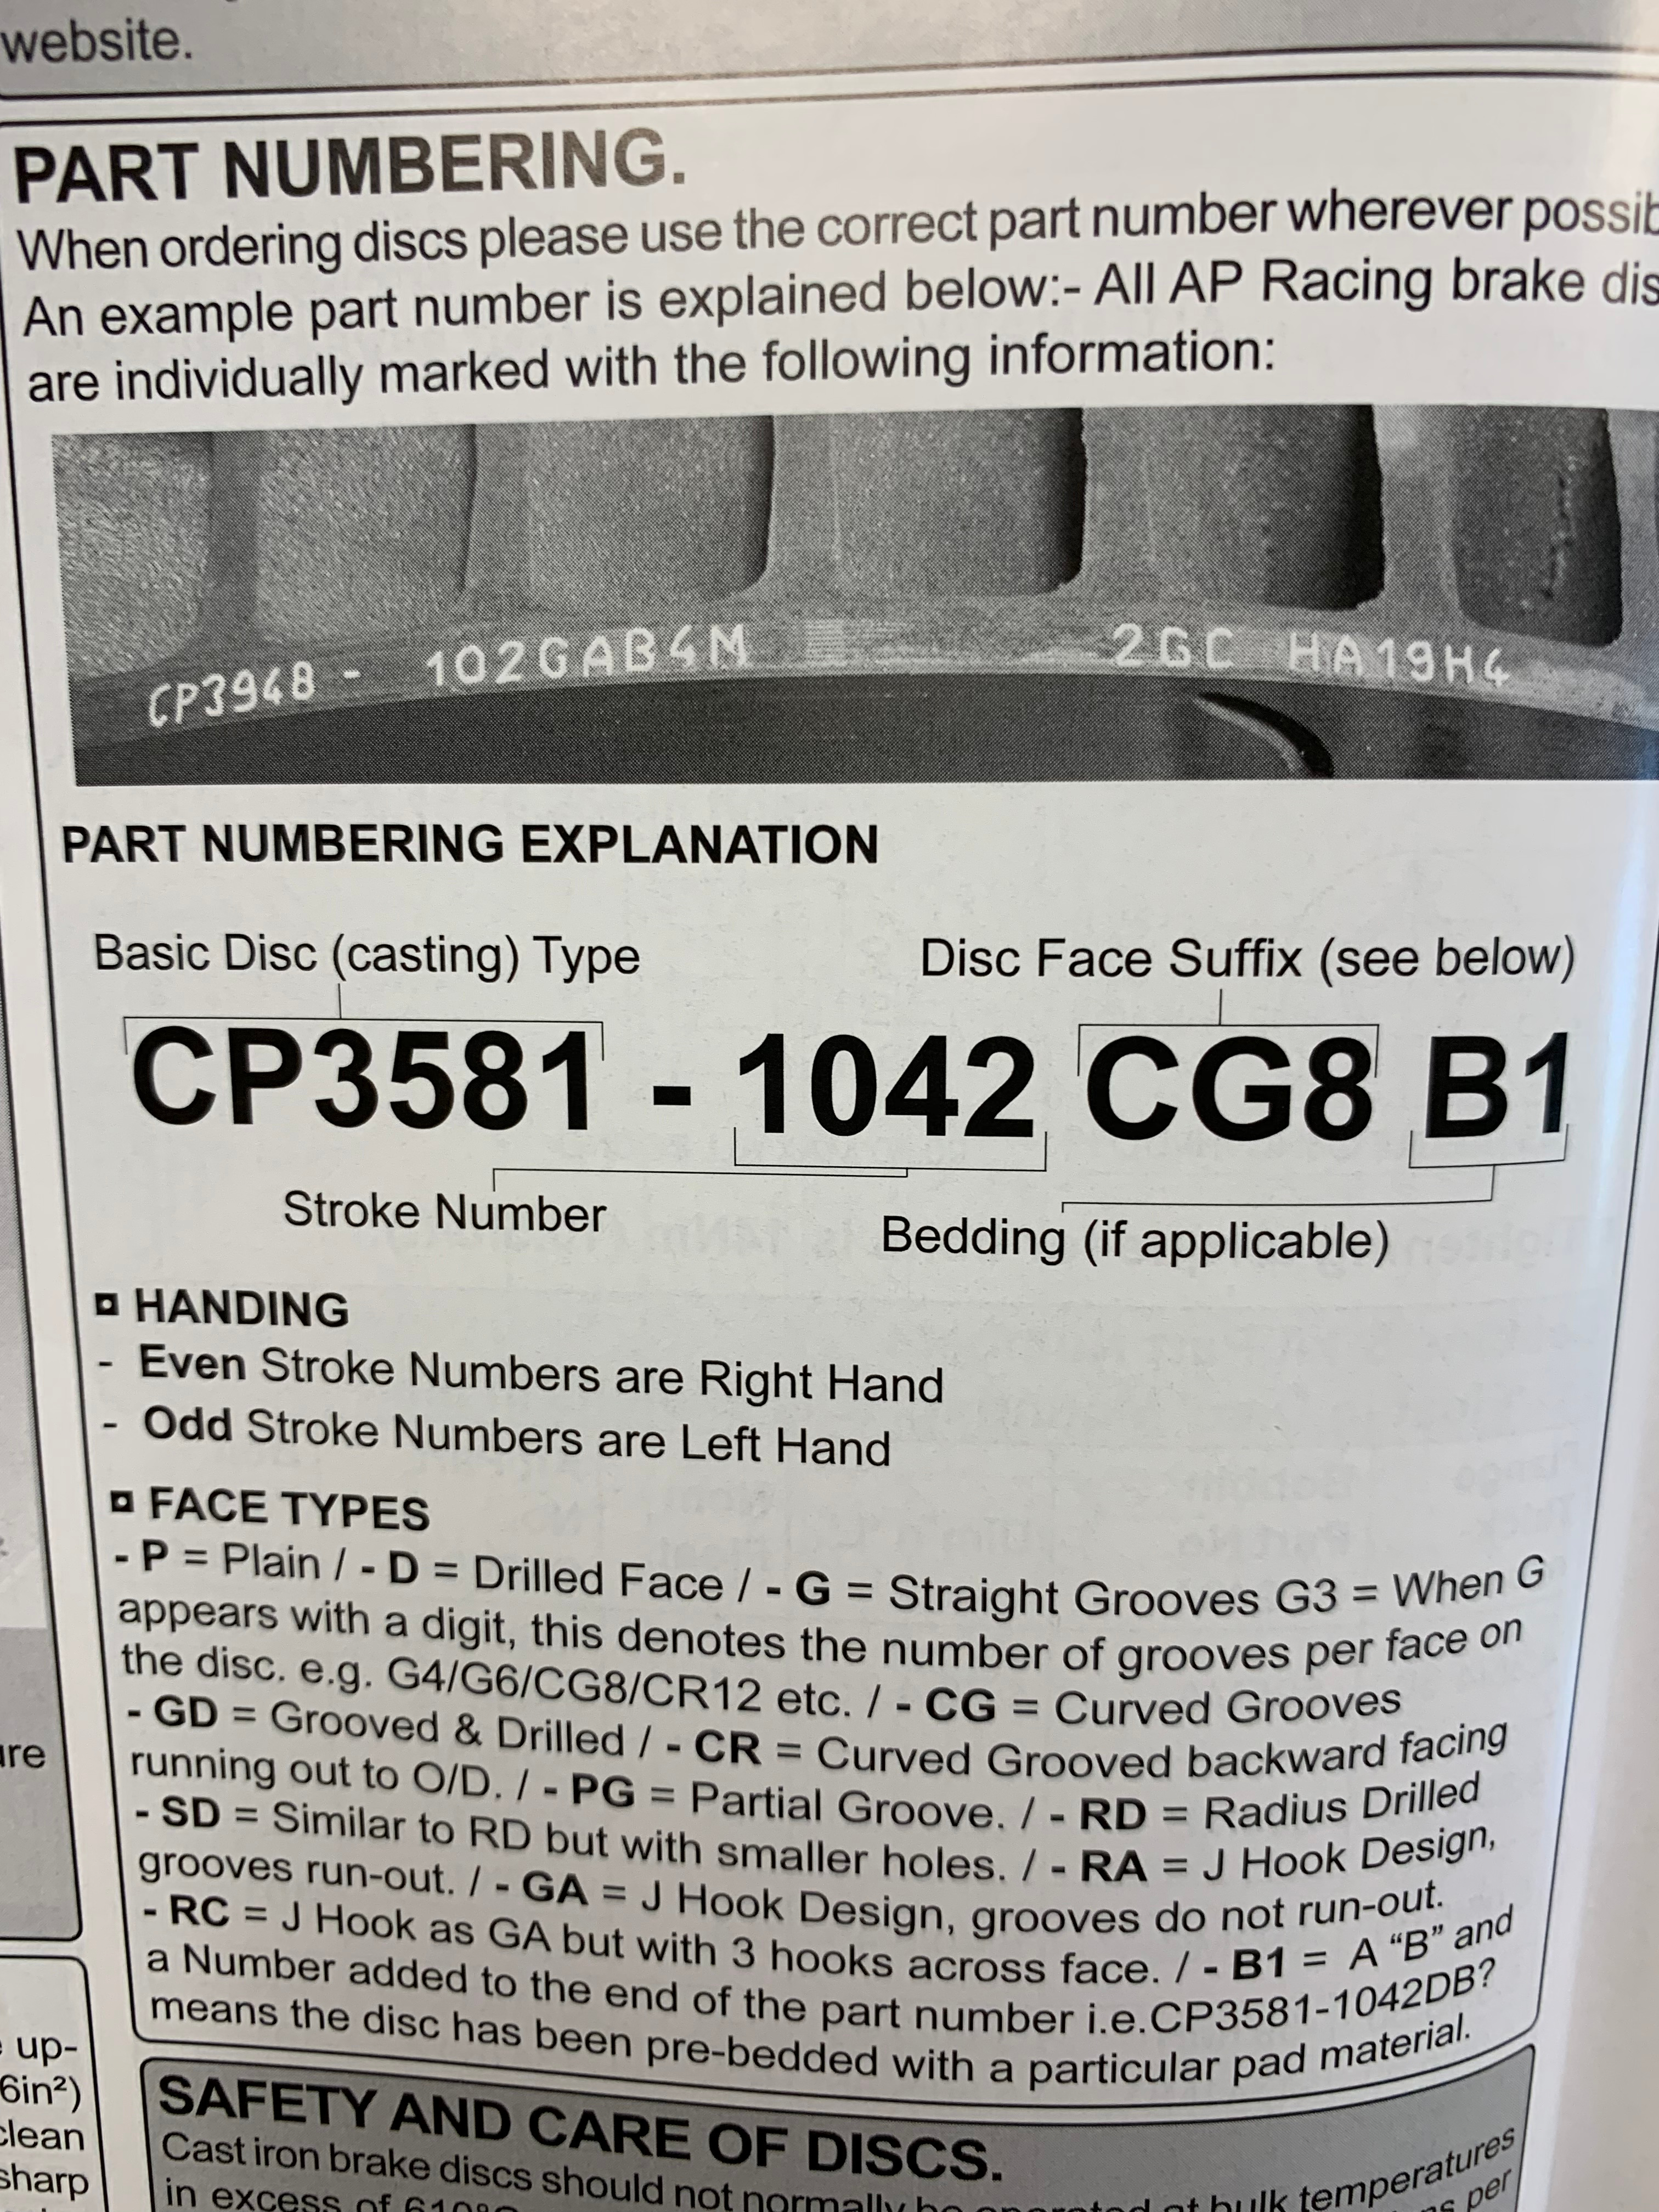 website.
PART NUMBERING.
When ordering discs please use the correct part number wherever
An example part number is explained below:- All AP Racing brake
are individually marked with the following information:
CP3948 - 102GAB4M 2GC HA19H4
PART NUMBERING EXPLANATION
Basic Disc (casting) Type Disc Face Suffix (see below)
CP3581 - 1042 CG8 B1
Stroke Number
Bedding (if applicable)
HANDING
- Even Stroke Numbers are Right Hand
- Odd Stroke Numbers are Left Hand
FACE TYPES
- P = Plain / - D = Drilled Face / - G = Straight Grooves G3 = When G
appears with a digit, this denotes the number of grooves per face on
the disc. e.g. G4/G6/CG8/CR12 etc. / - CG = Curved Grooves
- GD = Grooved & Drilled / - CR = Curved Grooved backward facing
running out to O/D. / - PG = Partial Groove. / - RD = Radius Drilled
- SD = Similar to RD but with smaller holes. / - RA = J Hook Design,
grooves run-out. / - GA = J Hook Design, grooves do not run-out.
- RC = J Hook as GA but with 3 hooks across face. / - B1 = A “B” and
a Number added to the end of the part number i.e.CP3581-1042DB?
means the disc has been pre-bedded with a particular pad material.
up-
6in²)
clean
sharp
SAFETY AND CARE OF DISCS.
Cast iron brake discs should not normally be operated at bulk temperatures
in excess of per